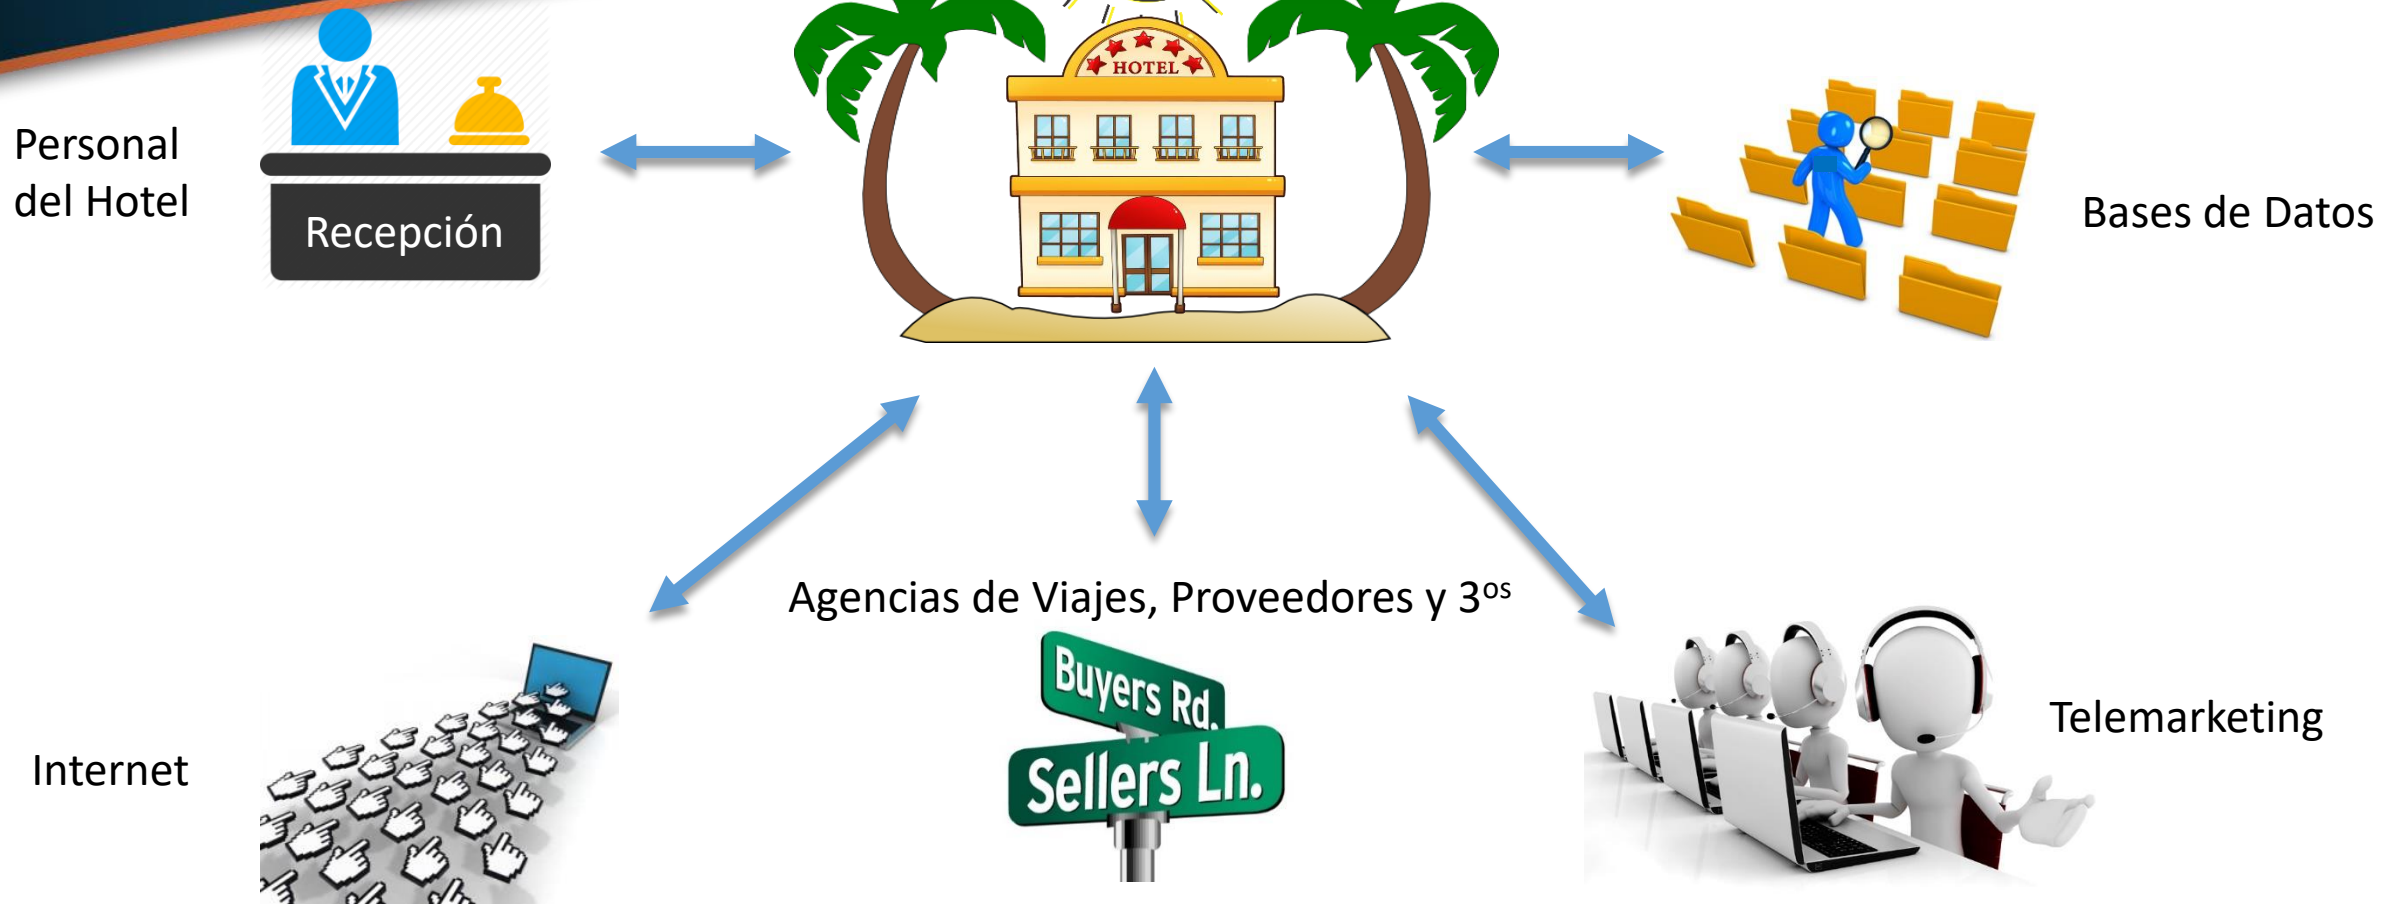 HOTEL
Personal
del Hotel
Recepción
Bases de Datos
Agencias de Viajes, Proveedores y 3ᵒˢ
Buyers Rd.
Sellers Ln.
Internet
Telemarketing